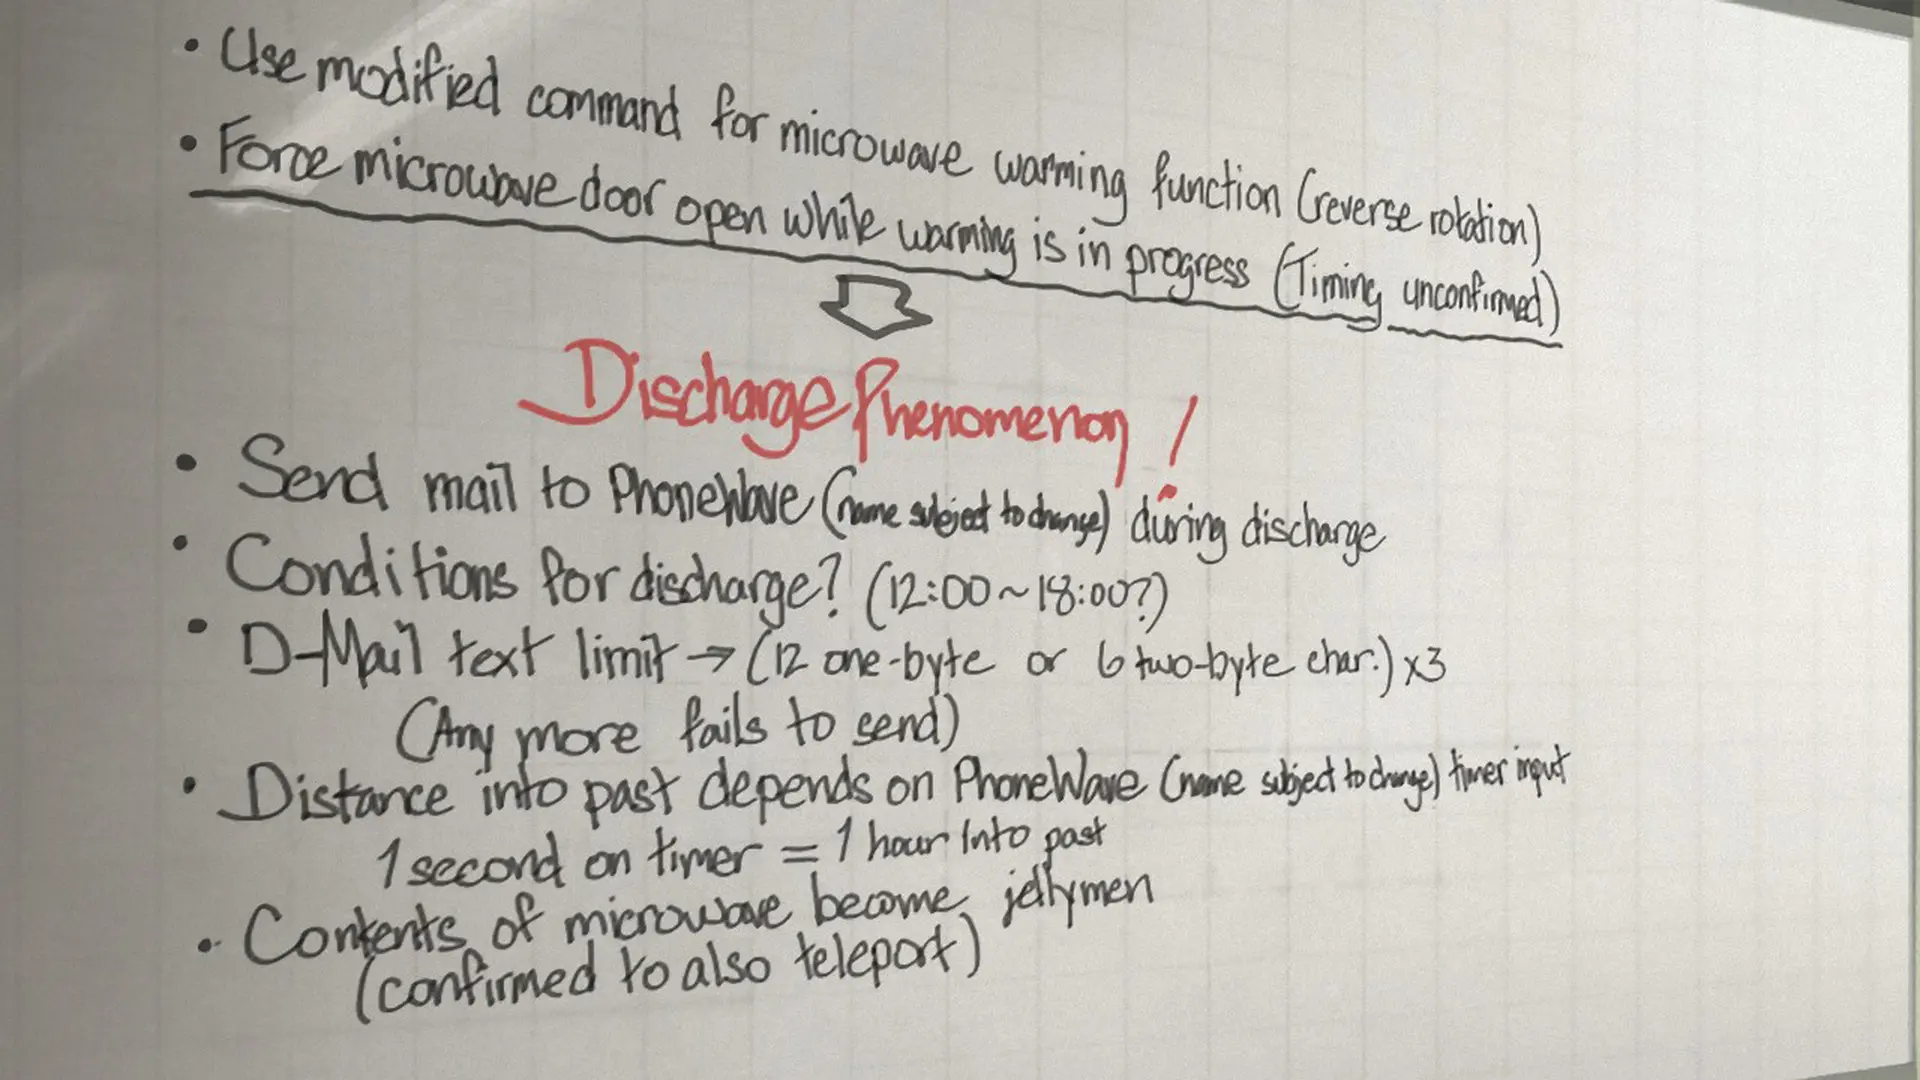 • Use modified command for microwave warming function (reverse rotation)
• Force microwave door open while warming is in progress (Timing unconfirmed)
Discharge Phenomenon!
• Send mail to PhoneWave (name subject to change) during discharge
• Conditions for discharge? (12:00~18:00?)
• D-Mail text limit → (12 one-byte or 6 two-byte char.) x3
(Any more fails to send)
• Distance into past depends on PhoneWave (name subject to change) timer input
1 second on timer = 1 hour into past
• Contents of microwave become jellymen
(confirmed to also teleport)